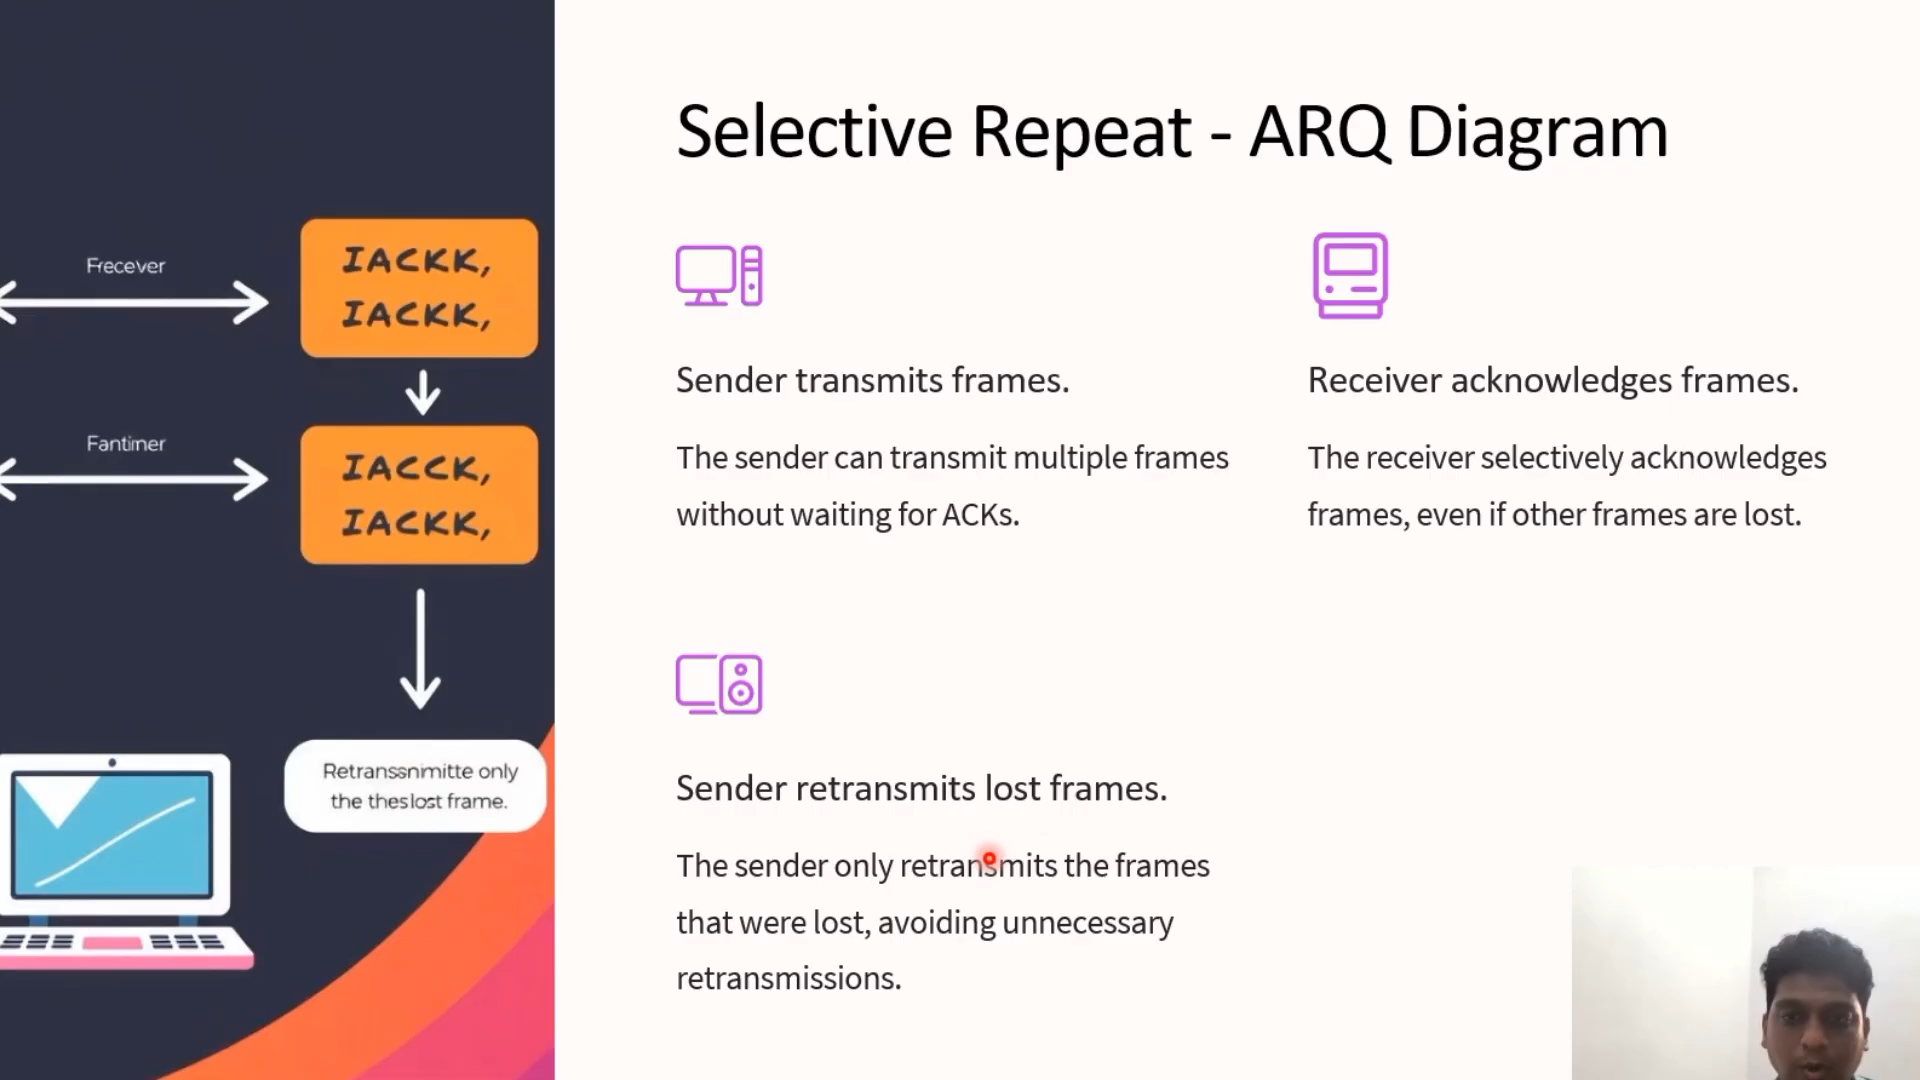 Selective Repeat - ARQ Diagram
Frecever
IACKK,
IACKK,
Fantimer
IACCK,
IACKK,
Retranssnimitte only
the theslost frame.
Sender transmits frames.
The sender can transmit multiple frames
without waiting for ACKs.
Receiver acknowledges frames.
The receiver selectively acknowledges
frames, even if other frames are lost.
Sender retransmits lost frames.
The sender only retransmits the frames
that were lost, avoiding unnecessary
retransmissions.